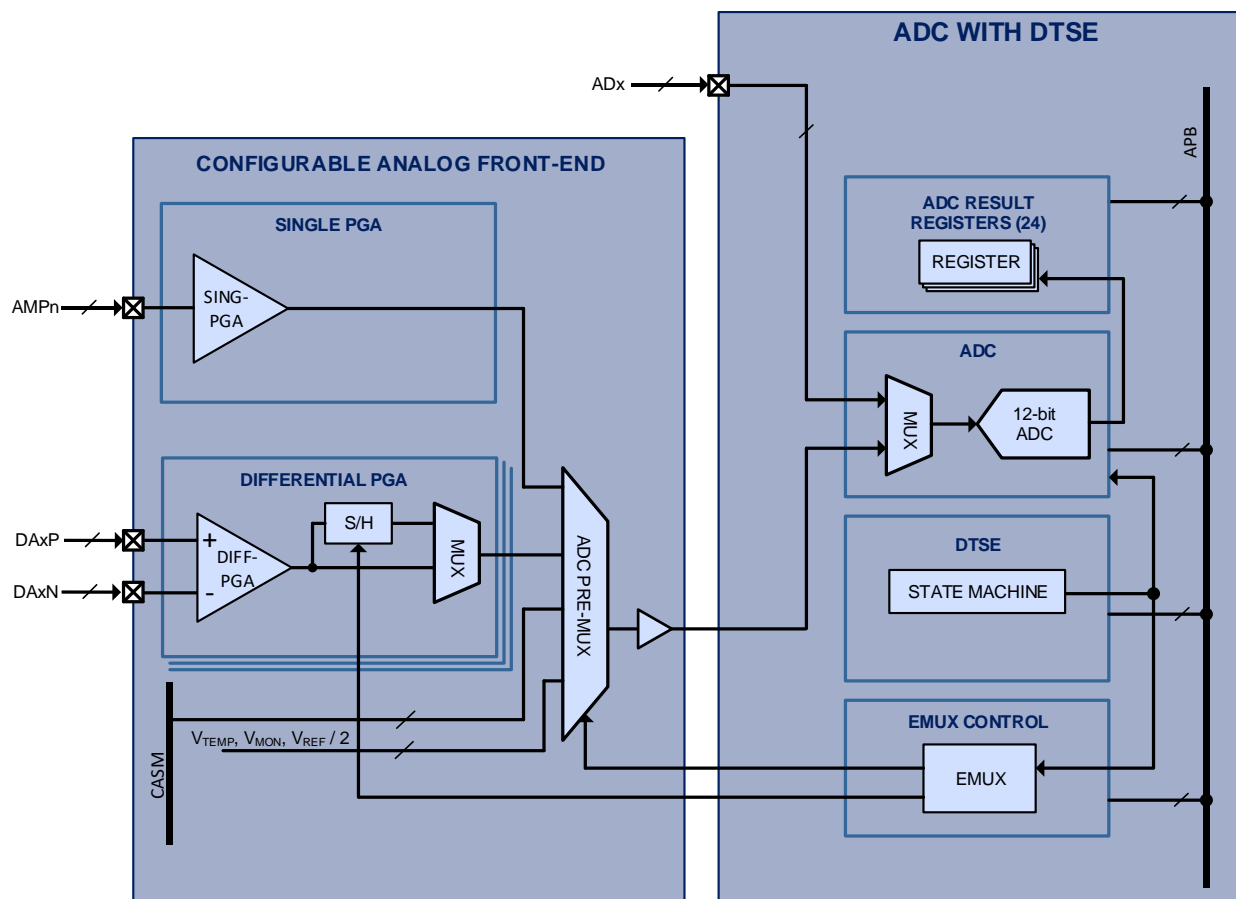 ADC WITH DTSE
ADx
APB
CONFIGURABLE ANALOG FRONT-END
SINGLE PGA
SING-
PGA
AMPn
ADC RESULT
REGISTERS (24)
REGISTER
ADC
MUX
12-bit
ADC
DIFFERENTIAL PGA
S/H
MUX
DAxP
DAxN
+
DIFF-
PGA
-
ADC PRE-MUX
DTSE
STATE MACHINE
CASM
VTEMP, VMON, VREF / 2
EMUX CONTROL
EMUX